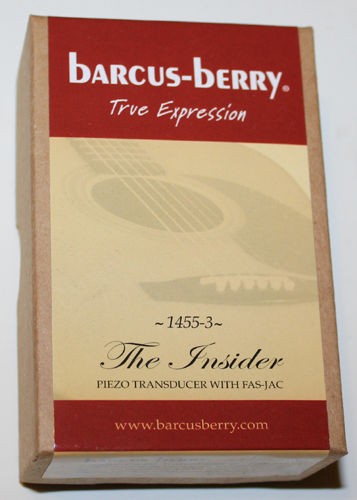 BARCUS-BERRY®
True Expression
~1455-3~
The Insider
PIEZO TRANSDUCER WITH FAS-JAC
www.barcusberry.com